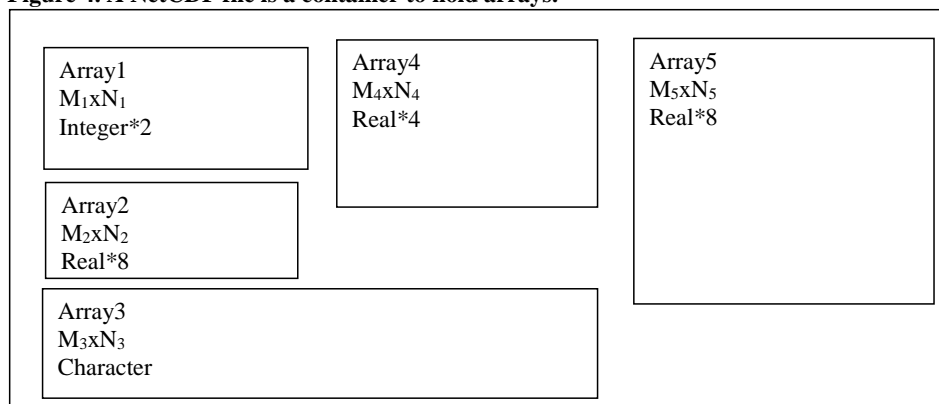 Figure 4. A NetCDF file is a container to hold arrays.
Array1
M₁xN₁
Integer*2
Array2
M₂xN₂
Real*8
Array3
M₃xN₃
Character
Array4
M₄xN₄
Real*4
Array5
M₅xN₅
Real*8